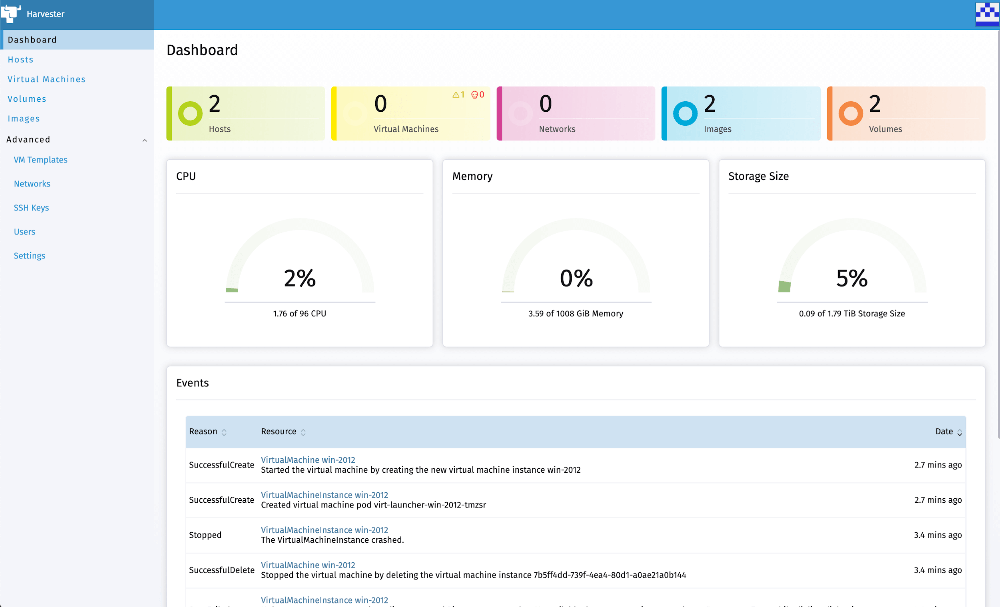 Harvester
Dashboard
Hosts
Virtual Machines
Volumes
Images
Advanced
VM Templates
Networks
SSH Keys
Users
Settings
Dashboard
2
Hosts
0
1 0
Virtual Machines
0
Networks
2
Images
2
Volumes
CPU
2%
1.76 of 96 CPU
Memory
0%
3.59 of 1008 GiB Memory
Storage Size
5%
0.09 of 1.79 TiB Storage Size
Events
Reason Resource Date
SuccessfulCreate VirtualMachine win-2012 2.7 mins ago
Started the virtual machine by creating the new virtual machine instance win-2012
SuccessfulCreate VirtualMachineInstance win-2012 2.7 mins ago
Created virtual machine pod virt-launcher-win-2012-tmzsr
Stopped VirtualMachineInstance win-2012 3.4 mins ago
The VirtualMachineInstance crashed.
SuccessfulDelete VirtualMachine win-2012 3.4 mins ago
Stopped the virtual machine by deleting the virtual machine instance 7b5ff4dd-739f-4ea4-80d1-a0ae21a0b144
VirtualMachineInstance win-2012